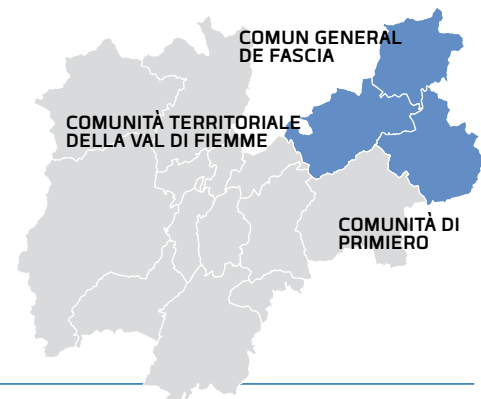 COMUN GENERAL
DE FASCIA
COMUNITÀ TERRITORIALE
DELLA VAL DI FIEMME
COMUNITÀ DI
PRIMIERO